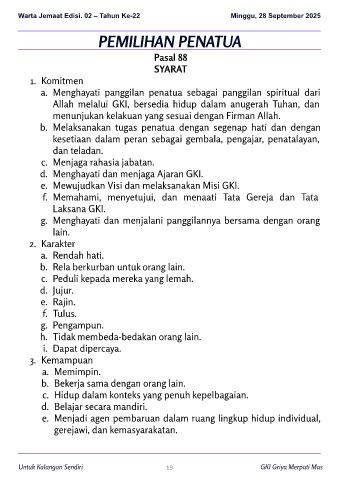 Warta Jemaat Edisi. 02 – Tahun Ke-22 Minggu, 28 September 2025
PEMILIHAN PENATUA
Pasal 88
SYARAT
1. Komitmen
a. Menghayati panggilan penatua sebagai panggilan spiritual dari
Allah melalui GKI, bersedia hidup dalam anugerah Tuhan, dan
menunjukan kelakuan yang sesuai dengan Firman Allah.
b. Melaksanakan tugas penatua dengan segenap hati dan dengan
kesetiaan dalam peran sebagai gembala, pengajar, penatalayan,
dan teladan.
c. Menjaga rahasia jabatan.
d. Menghayati dan menjaga Ajaran GKI.
e. Mewujudkan Visi dan melaksanakan Misi GKI.
f. Memahami, menyetujui, dan menaati Tata Gereja dan Tata
Laksana GKI.
g. Menghayati dan menjalani panggilannya bersama dengan orang
lain.
2. Karakter
a. Rendah hati.
b. Rela berkurban untuk orang lain.
c. Peduli kepada mereka yang lemah.
d. Jujur.
e. Rajin.
f. Tulus.
g. Pengampun.
h. Tidak membeda-bedakan orang lain.
i. Dapat dipercaya.
3. Kemampuan
a. Memimpin.
b. Bekerja sama dengan orang lain.
c. Hidup dalam konteks yang penuh kepelbagaian.
d. Belajar secara mandiri.
e. Menjadi agen pembaruan dalam ruang lingkup hidup individual,
gerejawi, dan kemasyarakatan.
Untuk Kalangan Sendiri 19 GKI Griya Merpati Mas